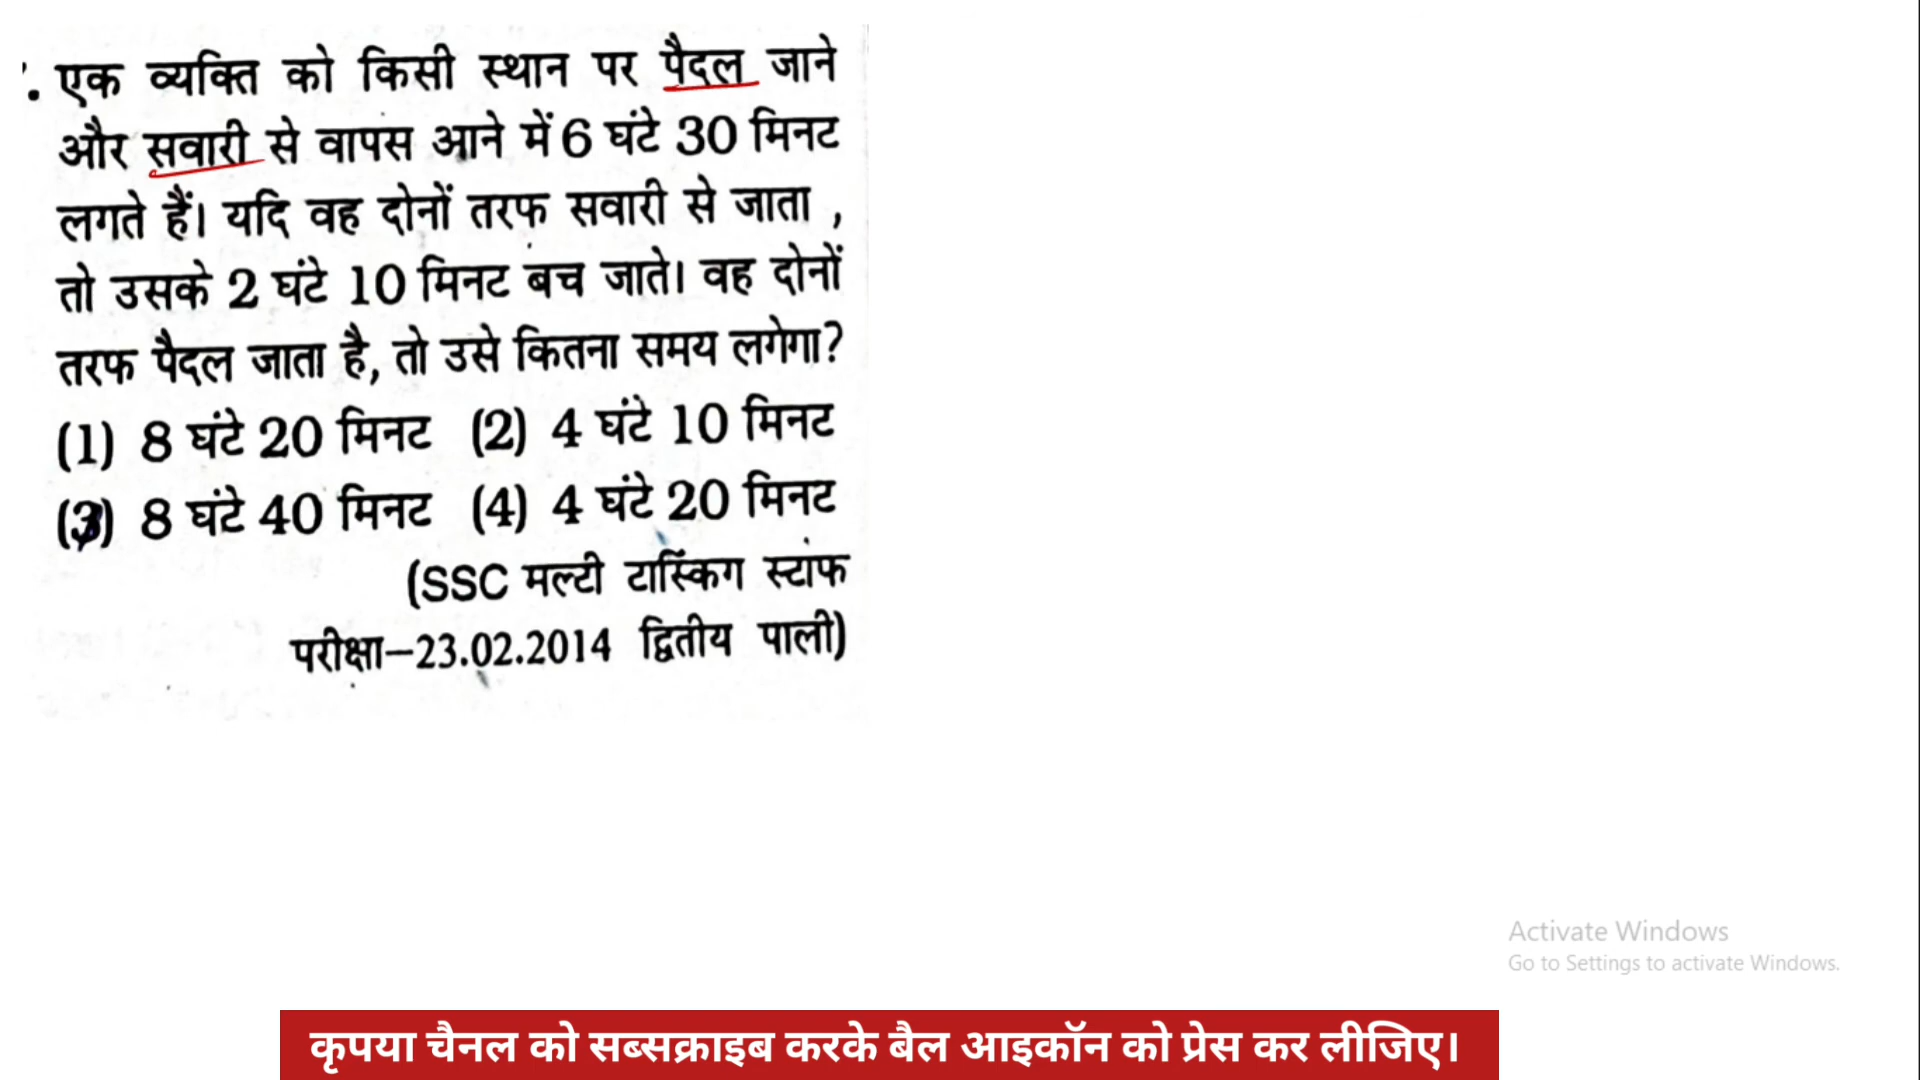 . एक व्यक्ति को किसी स्थान पर पैदल जाने
और सवारी से वापस आने में 6 घंटे 30 मिनट
लगते हैं। यदि वह दोनों तरफ सवारी से जाता ,
तो उसके 2 घंटे 10 मिनट बच जाते। वह दोनों
तरफ पैदल जाता है, तो उसे कितना समय लगेगा?
(1) 8 घंटे 20 मिनट (2) 4 घंटे 10 मिनट
(3) 8 घंटे 40 मिनट (4) 4 घंटे 20 मिनट
(SSC मल्टी टास्किंग स्टाफ
परीक्षा–23.02.2014 द्वितीय पाली)
Activate Windows
Go to Settings to activate Windows.
कृपया चैनल को सब्सक्राइब करके बैल आइकॉन को प्रेस कर लीजिए।